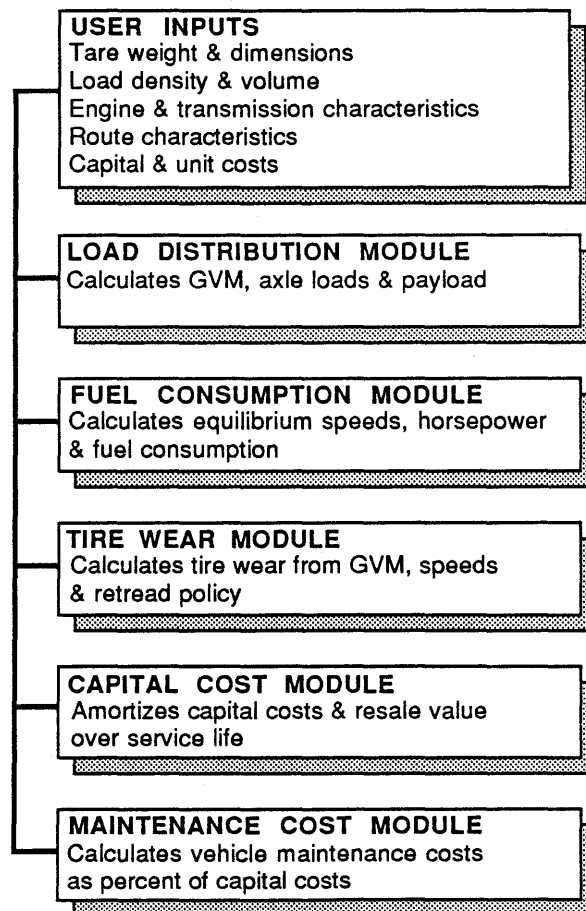 USER INPUTS
Tare weight & dimensions
Load density & volume
Engine & transmission characteristics
Route characteristics
Capital & unit costs
LOAD DISTRIBUTION MODULE
Calculates GVM, axle loads & payload
FUEL CONSUMPTION MODULE
Calculates equilibrium speeds, horsepower
& fuel consumption
TIRE WEAR MODULE
Calculates tire wear from GVM, speeds
& retread policy
CAPITAL COST MODULE
Amortizes capital costs & resale value
over service life
MAINTENANCE COST MODULE
Calculates vehicle maintenance costs
as percent of capital costs